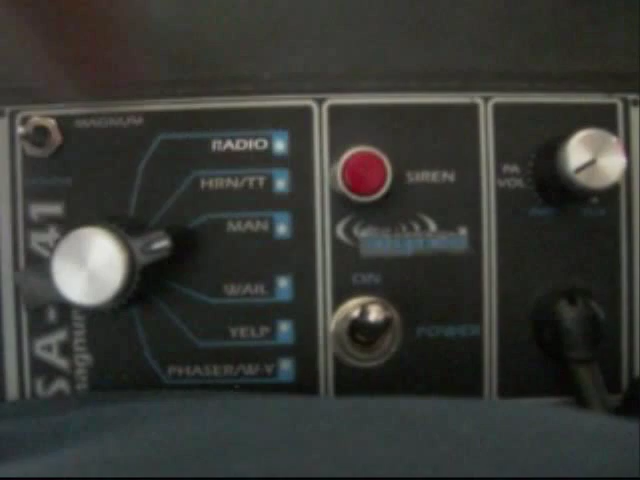 MAGNUM
RADIO
HRN/TT
MAN
WAIL
YELP
PHASER/W-Y
SIREN
ON
POWER
PA
VOL